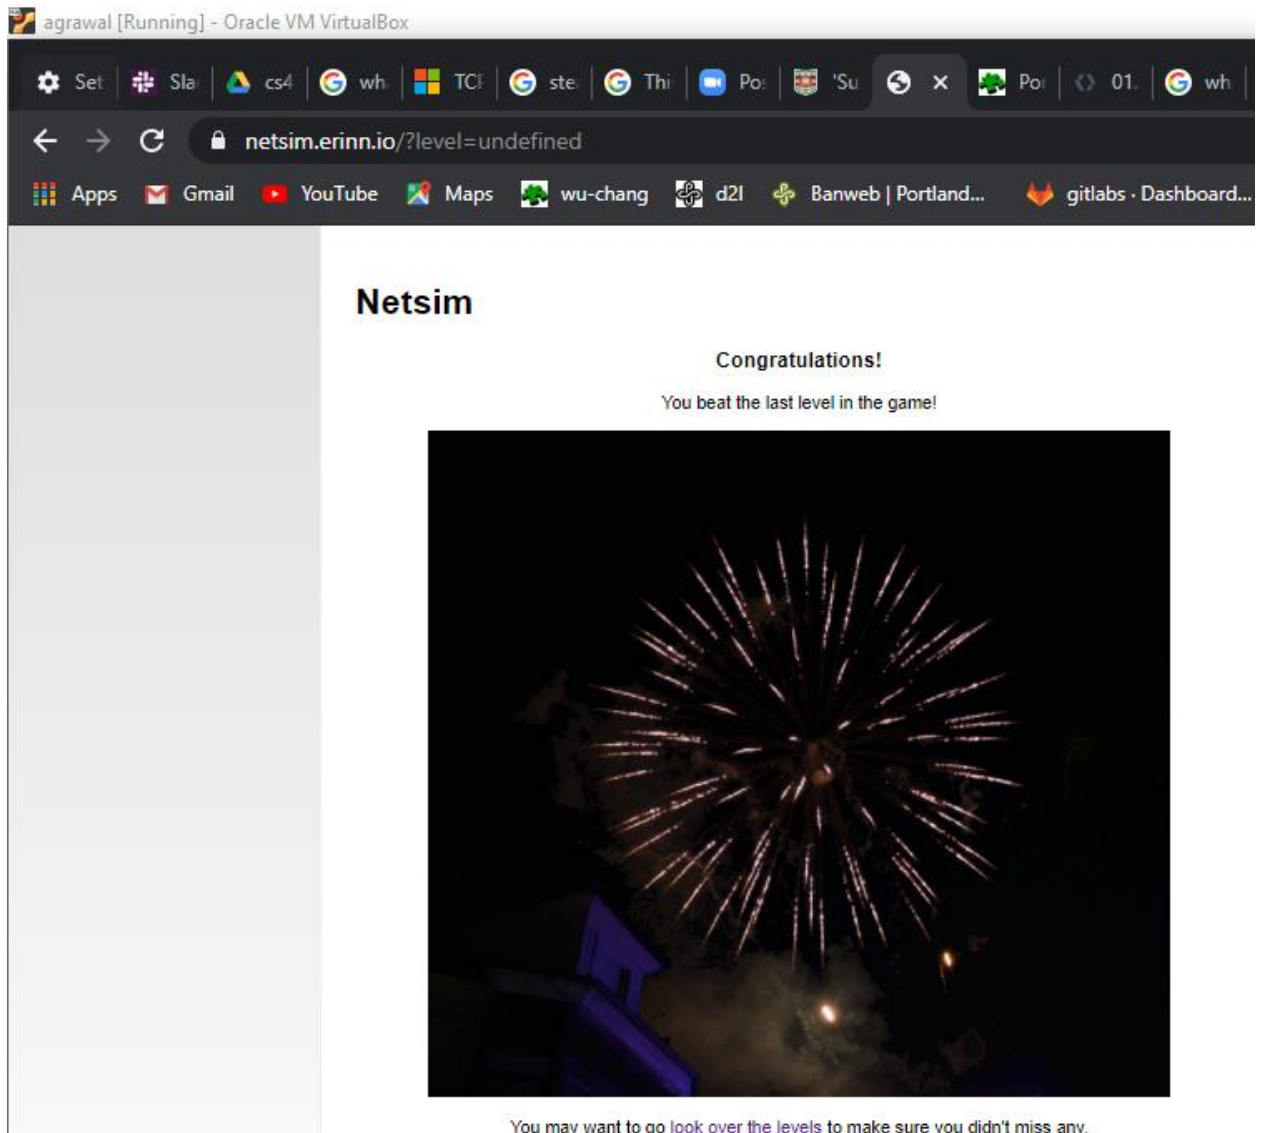 agrawal [Running] - Oracle VM VirtualBox
Set Sla cs4 wh TCF ste Thi Po 'Su Por 01. wh
netsim.erinn.io/?level=undefined
Apps Gmail YouTube Maps wu-chang d2l Banweb | Portland... gitlabs · Dashboard...
Netsim
Congratulations!
You beat the last level in the game!
You may want to go look over the levels to make sure you didn't miss any.